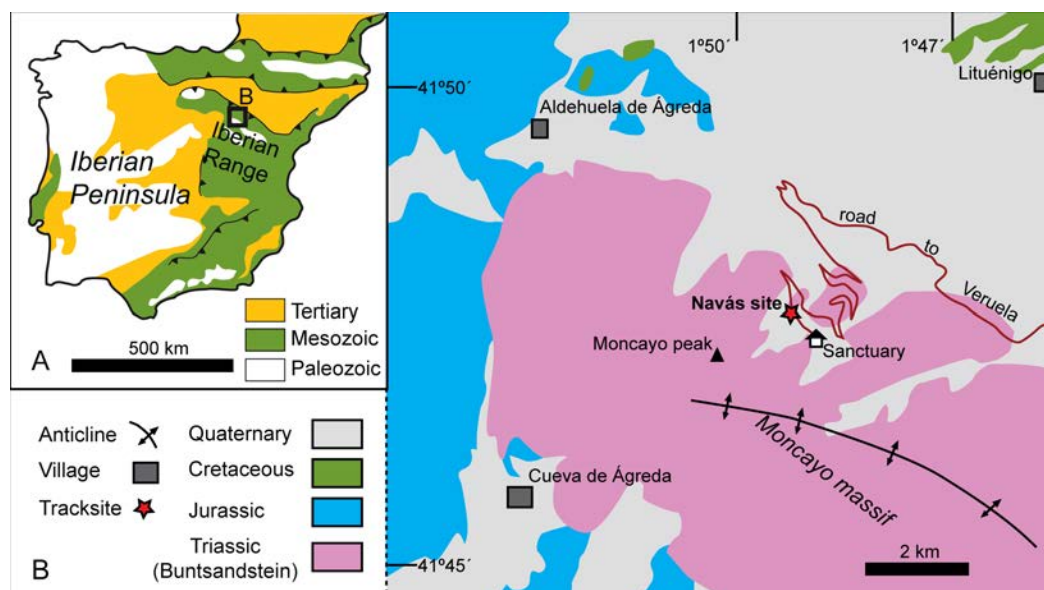 B
Iberian
Range
Iberian
Peninsula
Tertiary
Mesozoic
Paleozoic
500 km
A
Anticline
Village
Tracksite
Quaternary
Cretaceous
Jurassic
Triassic
(Buntsandstein)
B
1º50´
1º47´
41º50´
Lituénigo
Aldehuela de Ágreda
road
to
Veruela
Navás site
Moncayo peak
Sanctuary
Moncayo massif
Cueva de Ágreda
41º45´
2 km